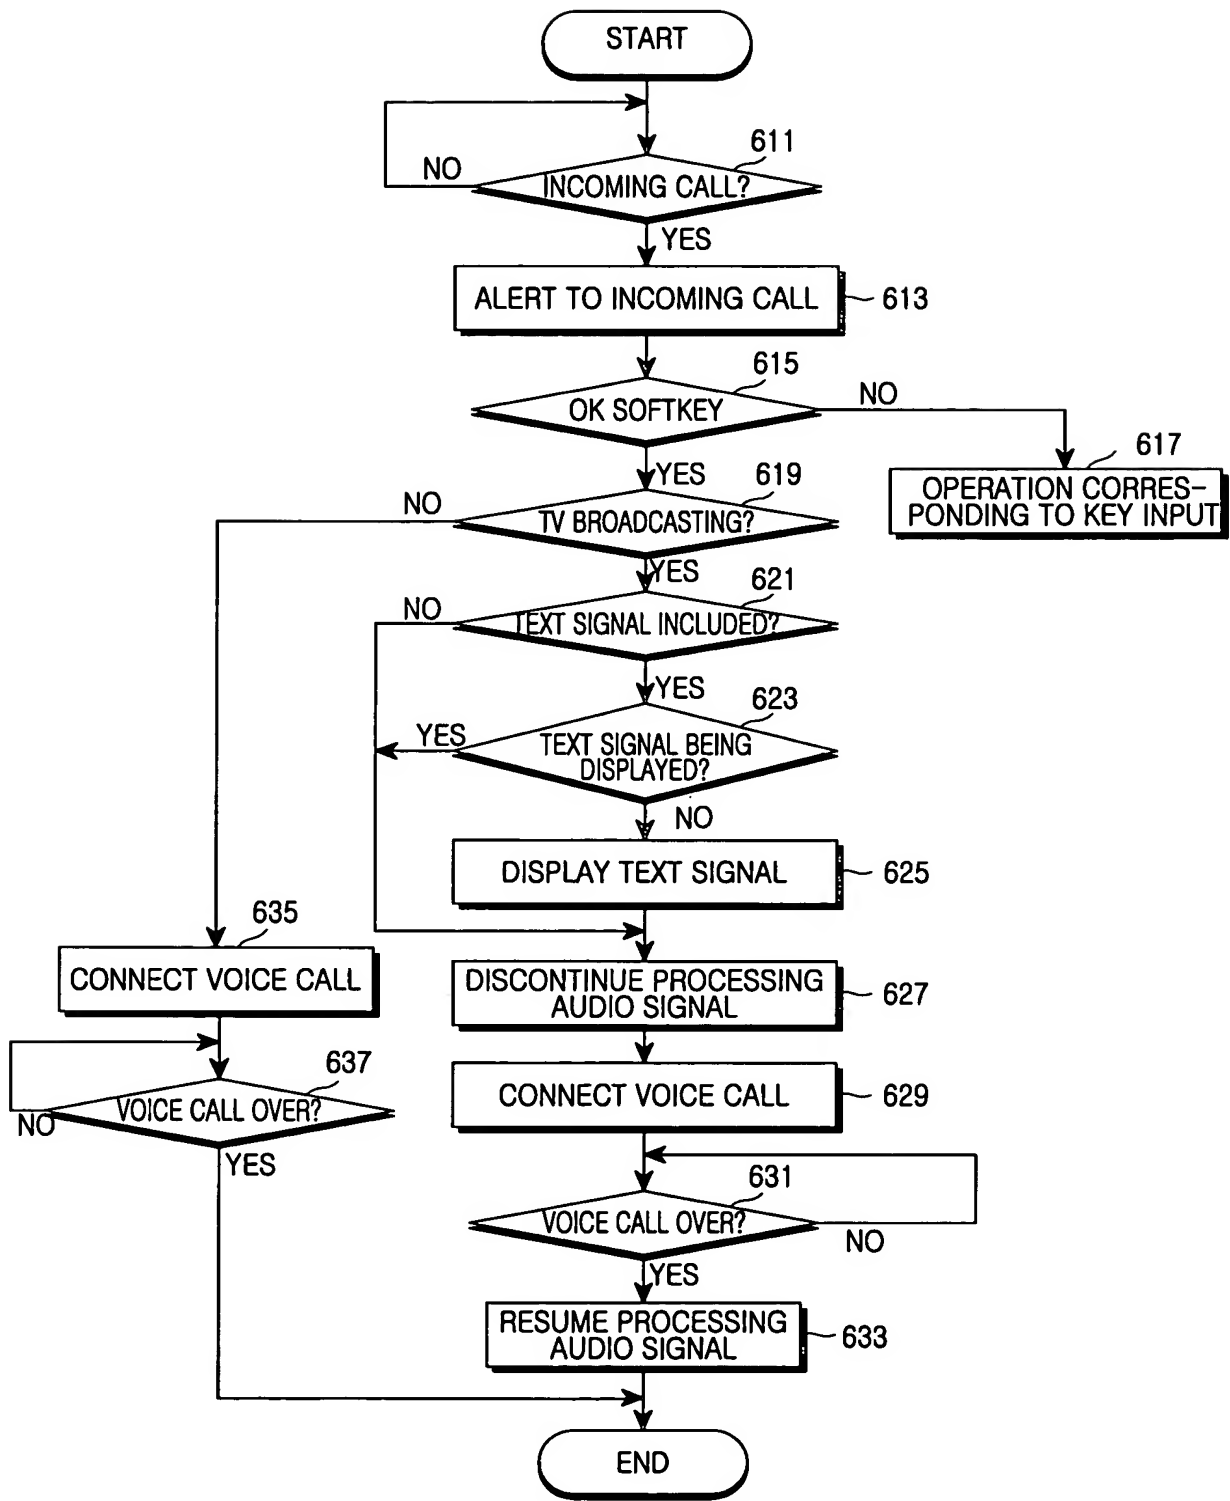 START
611
NO
INCOMING CALL?
YES
ALERT TO INCOMING CALL
613
615
OK SOFTKEY
NO
617
YES
OPERATION CORRES-
PONDING TO KEY INPUT
619
NO
TV BROADCASTING?
YES
621
NO
TEXT SIGNAL INCLUDED?
YES
623
YES
TEXT SIGNAL BEING
DISPLAYED?
NO
DISPLAY TEXT SIGNAL
625
635
CONNECT VOICE CALL
DISCONTINUE PROCESSING
AUDIO SIGNAL
627
637
VOICE CALL OVER?
NO
YES
CONNECT VOICE CALL
629
631
VOICE CALL OVER?
NO
YES
RESUME PROCESSING
AUDIO SIGNAL
633
END